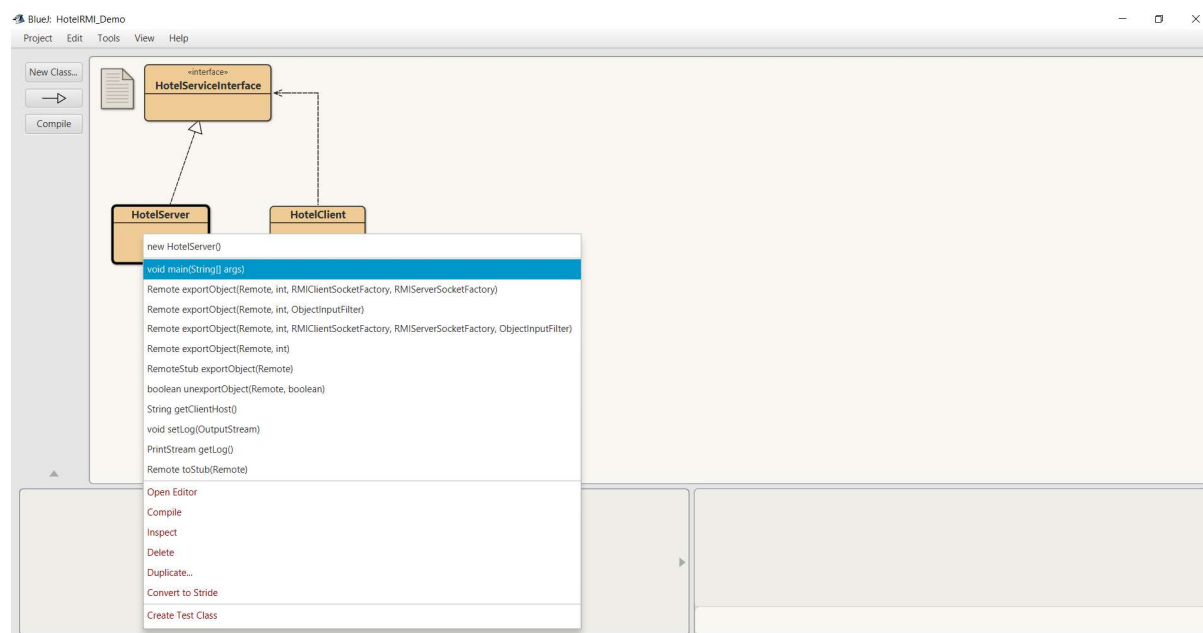 BlueJ: HotelRMI_Demo
Project Edit Tools View Help
New Class...
Compile
«interface»
HotelServiceInterface
HotelServer
HotelClient
new HotelServer()
void main(String[] args)
Remote exportObject(Remote, int, RMIClientSocketFactory, RMIServerSocketFactory)
Remote exportObject(Remote, int, ObjectInputFilter)
Remote exportObject(Remote, int, RMIClientSocketFactory, RMIServerSocketFactory, ObjectInputFilter)
Remote exportObject(Remote, int)
RemoteStub exportObject(Remote)
boolean unexportObject(Remote, boolean)
String getClientHost()
void setLog(OutputStream)
PrintStream getLog()
Remote toStub(Remote)
Open Editor
Compile
Inspect
Delete
Duplicate...
Convert to Stride
Create Test Class